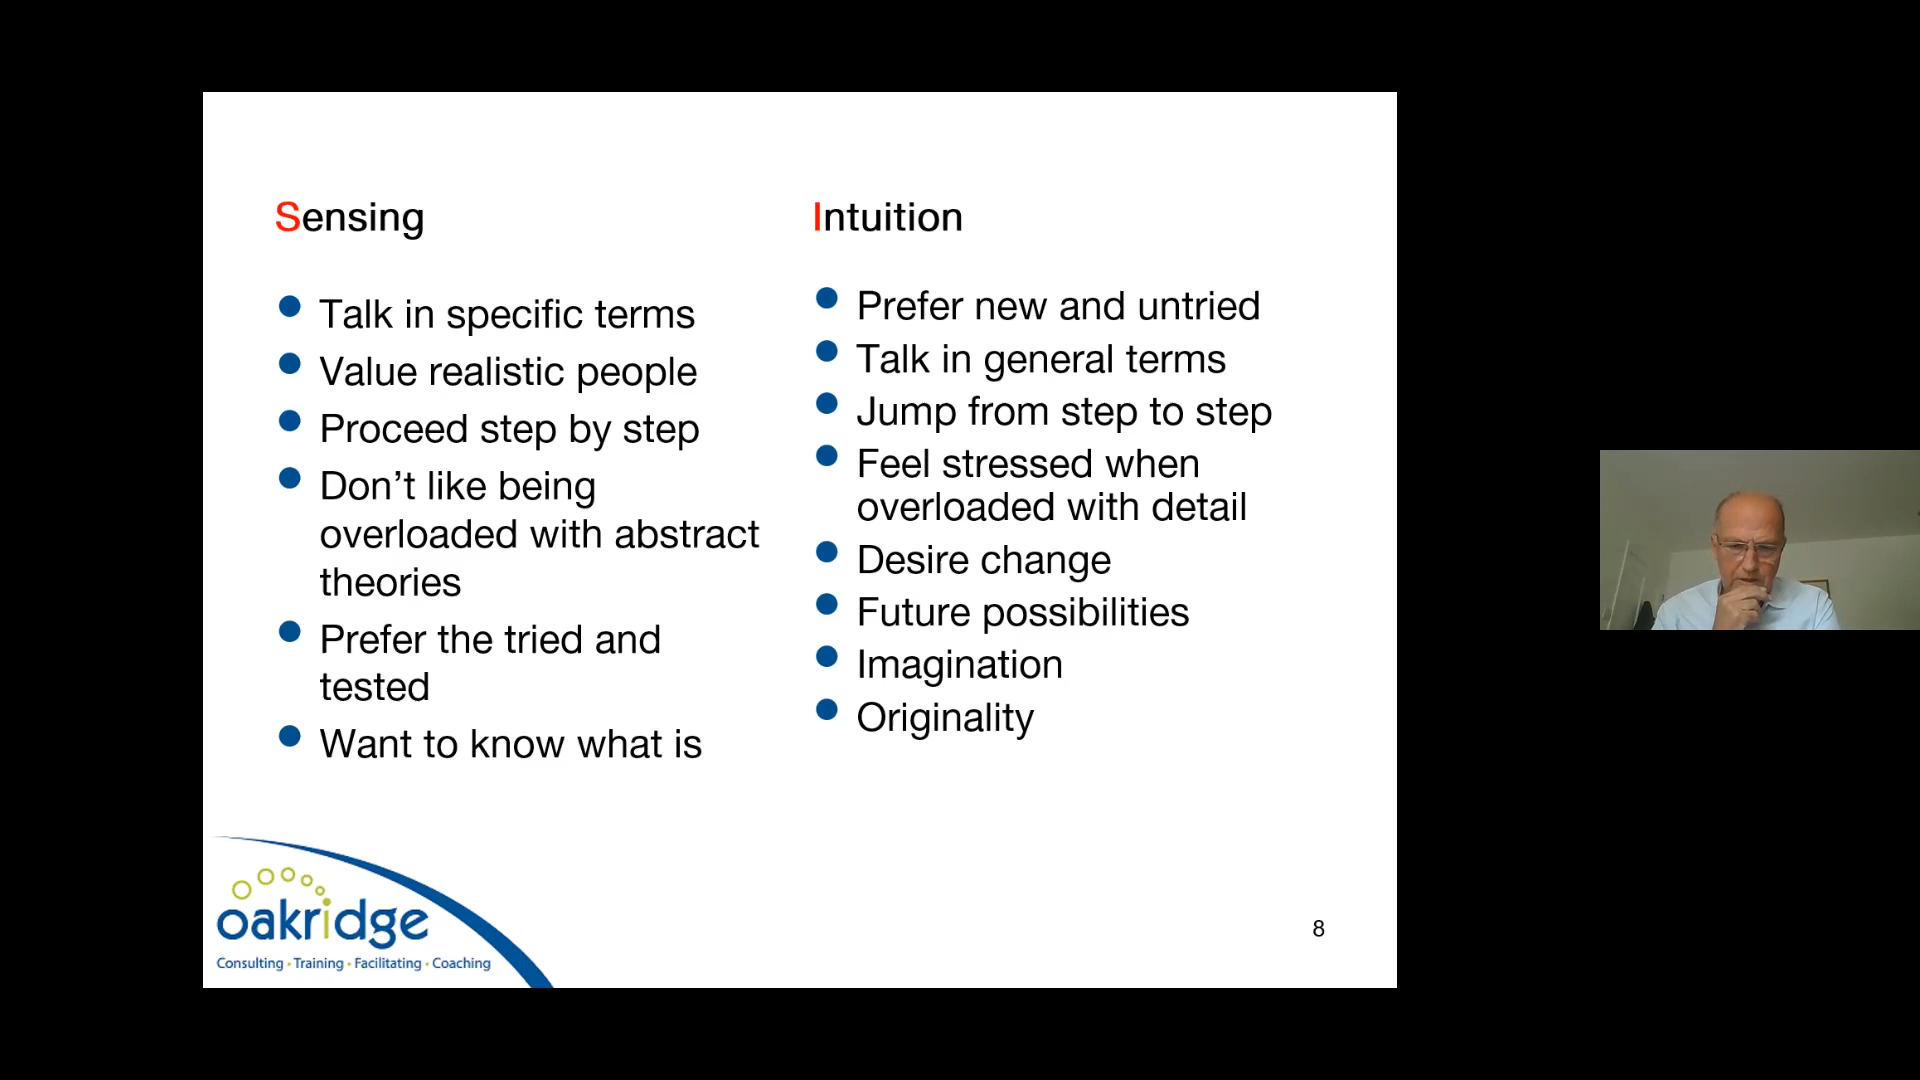 Sensing
• Talk in specific terms
• Value realistic people
• Proceed step by step
• Don’t like being
overloaded with abstract
theories
• Prefer the tried and
tested
• Want to know what is
Intuition
• Prefer new and untried
• Talk in general terms
• Jump from step to step
• Feel stressed when
overloaded with detail
• Desire change
• Future possibilities
• Imagination
• Originality
oakridge
Consulting • Training • Facilitating • Coaching
8